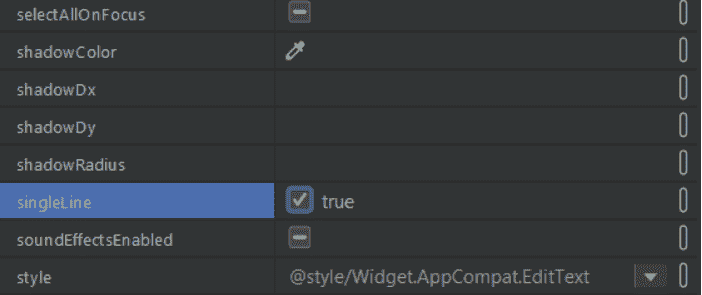 selectAllOnFocus
shadowColor
shadowDx
shadowDy
shadowRadius
singleLine true
soundEffectsEnabled
style @style/Widget.AppCompat.EditText